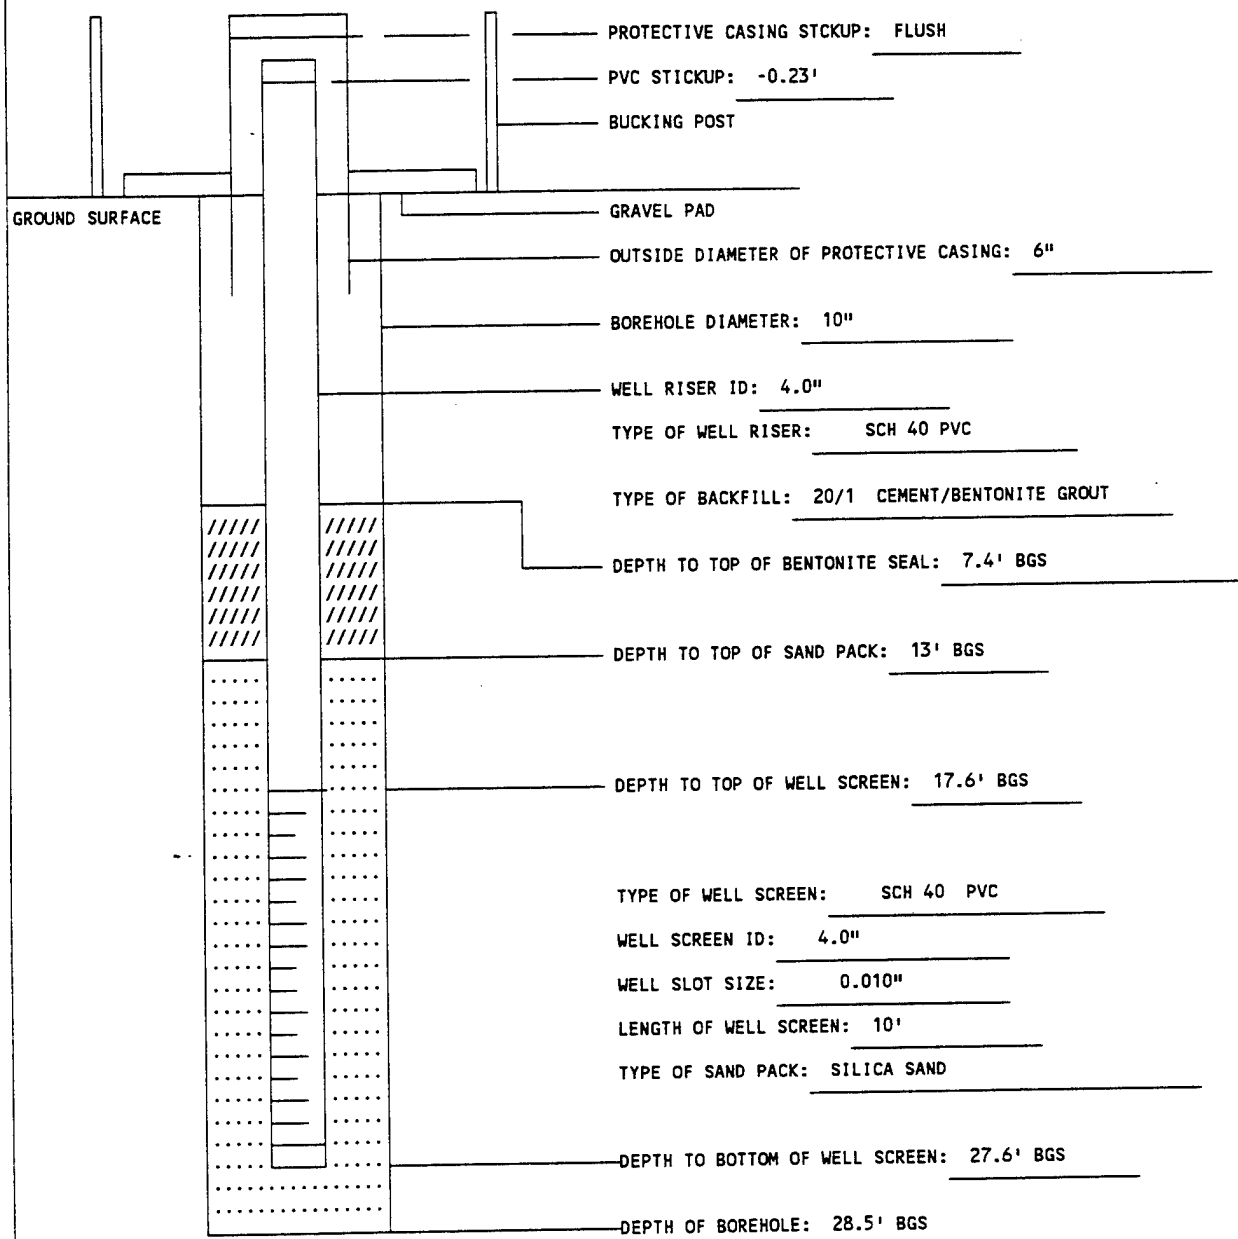 PROTECTIVE CASING STCKUP: FLUSH
PVC STICKUP: -0.23'
BUCKING POST
GROUND SURFACE
GRAVEL PAD
OUTSIDE DIAMETER OF PROTECTIVE CASING: 6"
BOREHOLE DIAMETER: 10"
WELL RISER ID: 4.0"
TYPE OF WELL RISER: SCH 40 PVC
TYPE OF BACKFILL: 20/1 CEMENT/BENTONITE GROUT
DEPTH TO TOP OF BENTONITE SEAL: 7.4' BGS
DEPTH TO TOP OF SAND PACK: 13' BGS
DEPTH TO TOP OF WELL SCREEN: 17.6' BGS
TYPE OF WELL SCREEN: SCH 40 PVC
WELL SCREEN ID: 4.0"
WELL SLOT SIZE: 0.010"
LENGTH OF WELL SCREEN: 10'
TYPE OF SAND PACK: SILICA SAND
DEPTH TO BOTTOM OF WELL SCREEN: 27.6' BGS
DEPTH OF BOREHOLE: 28.5' BGS